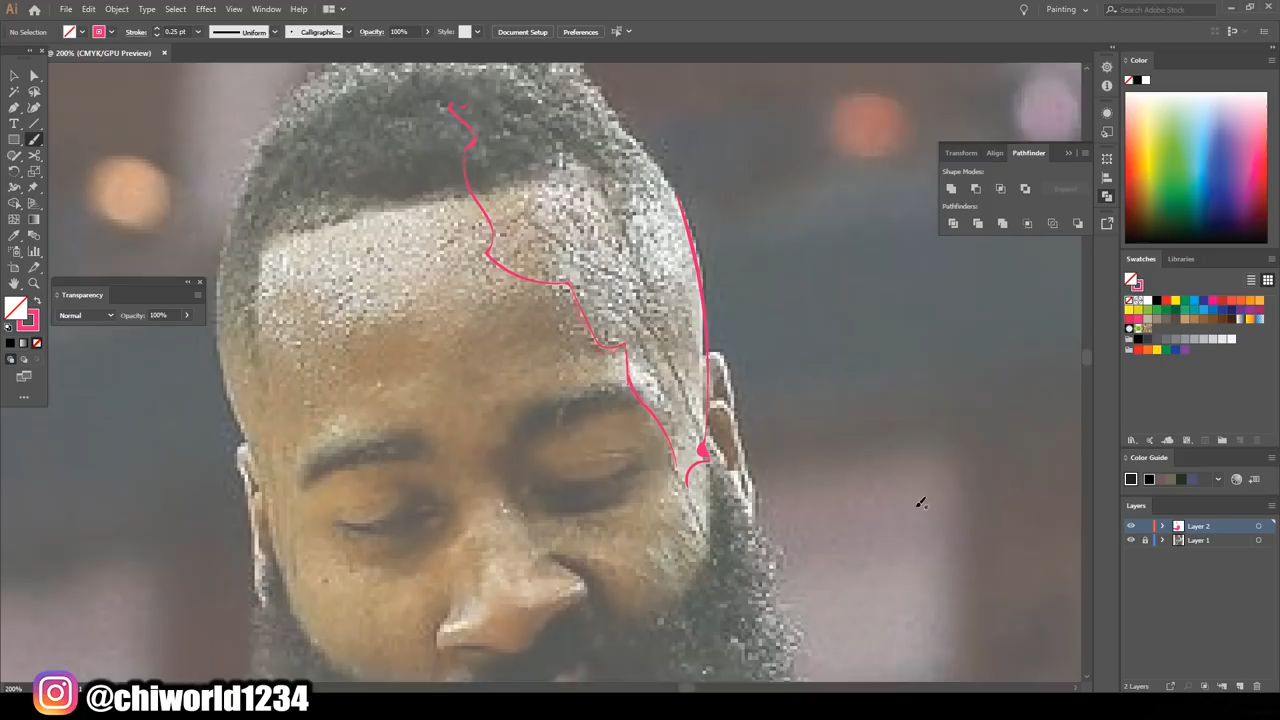 Ai File Edit Object Type Select Effect View Window Help Painting Search Adobe Stock
No Selection Stroke: 0.25 pt Uniform Calligraphic... Opacity: 100% Style: Document Setup Preferences
@ 200% (CMYK/GPU Preview)
Color
Transform Align Pathfinder
Shape Modes:
Expand
Pathfinders:
Swatches Libraries
Transparency
Normal Opacity: 100%
Color Guide
Layers
Layer 2
Layer 1
2 Layers
200%
@chiworld1234